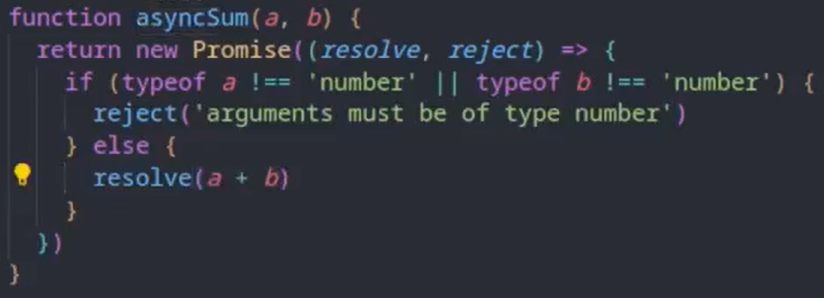 function asyncSum(a, b) {
  return new Promise((resolve, reject) => {
    if (typeof a !== 'number' || typeof b !== 'number') {
      reject('arguments must be of type number')
    } else {
      resolve(a + b)
    }
  })
}